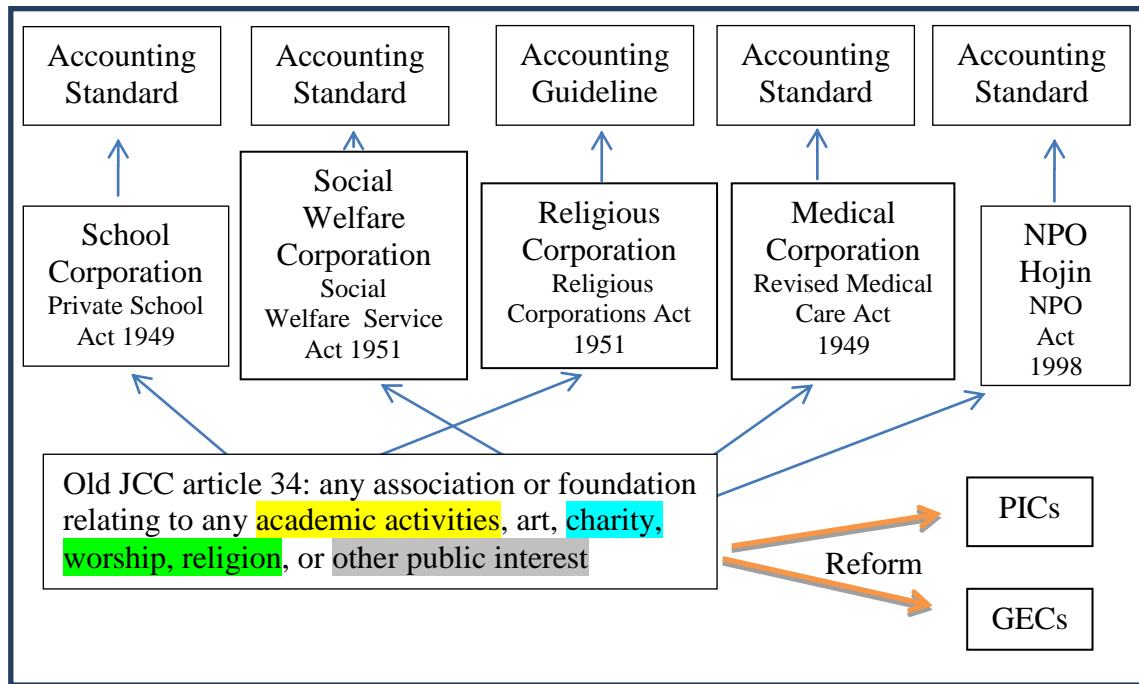 Accounting
Standard
Accounting
Standard
Accounting
Guideline
Accounting
Standard
Accounting
Standard
School
Corporation
Private School
Act 1949
Social
Welfare
Corporation
Social
Welfare Service
Act 1951
Religious
Corporation
Religious
Corporations Act
1951
Medical
Corporation
Revised Medical
Care Act
1949
NPO
Hojin
NPO
Act
1998
Old JCC article 34: any association or foundation
relating to any academic activities, art, charity,
worship, religion, or other public interest
Reform
PICs
GECs